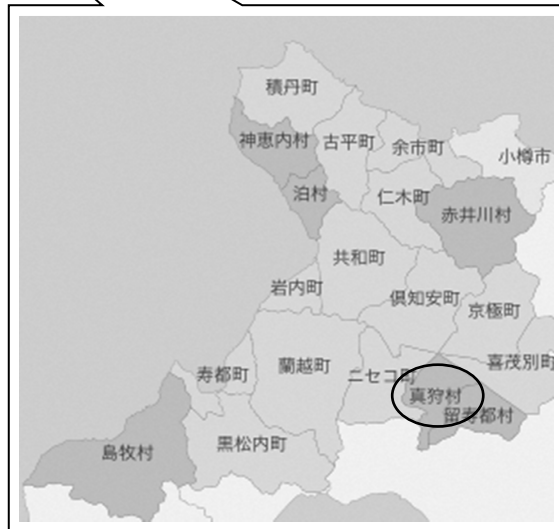 積丹町
神恵内村
古平町
余市町
小樽市
泊村
仁木町
赤井川村
共和町
岩内町
倶知安町
京極町
寿都町
蘭越町
ニセコ町
喜茂別町
真狩村
留寿都村
島牧村
黒松内町